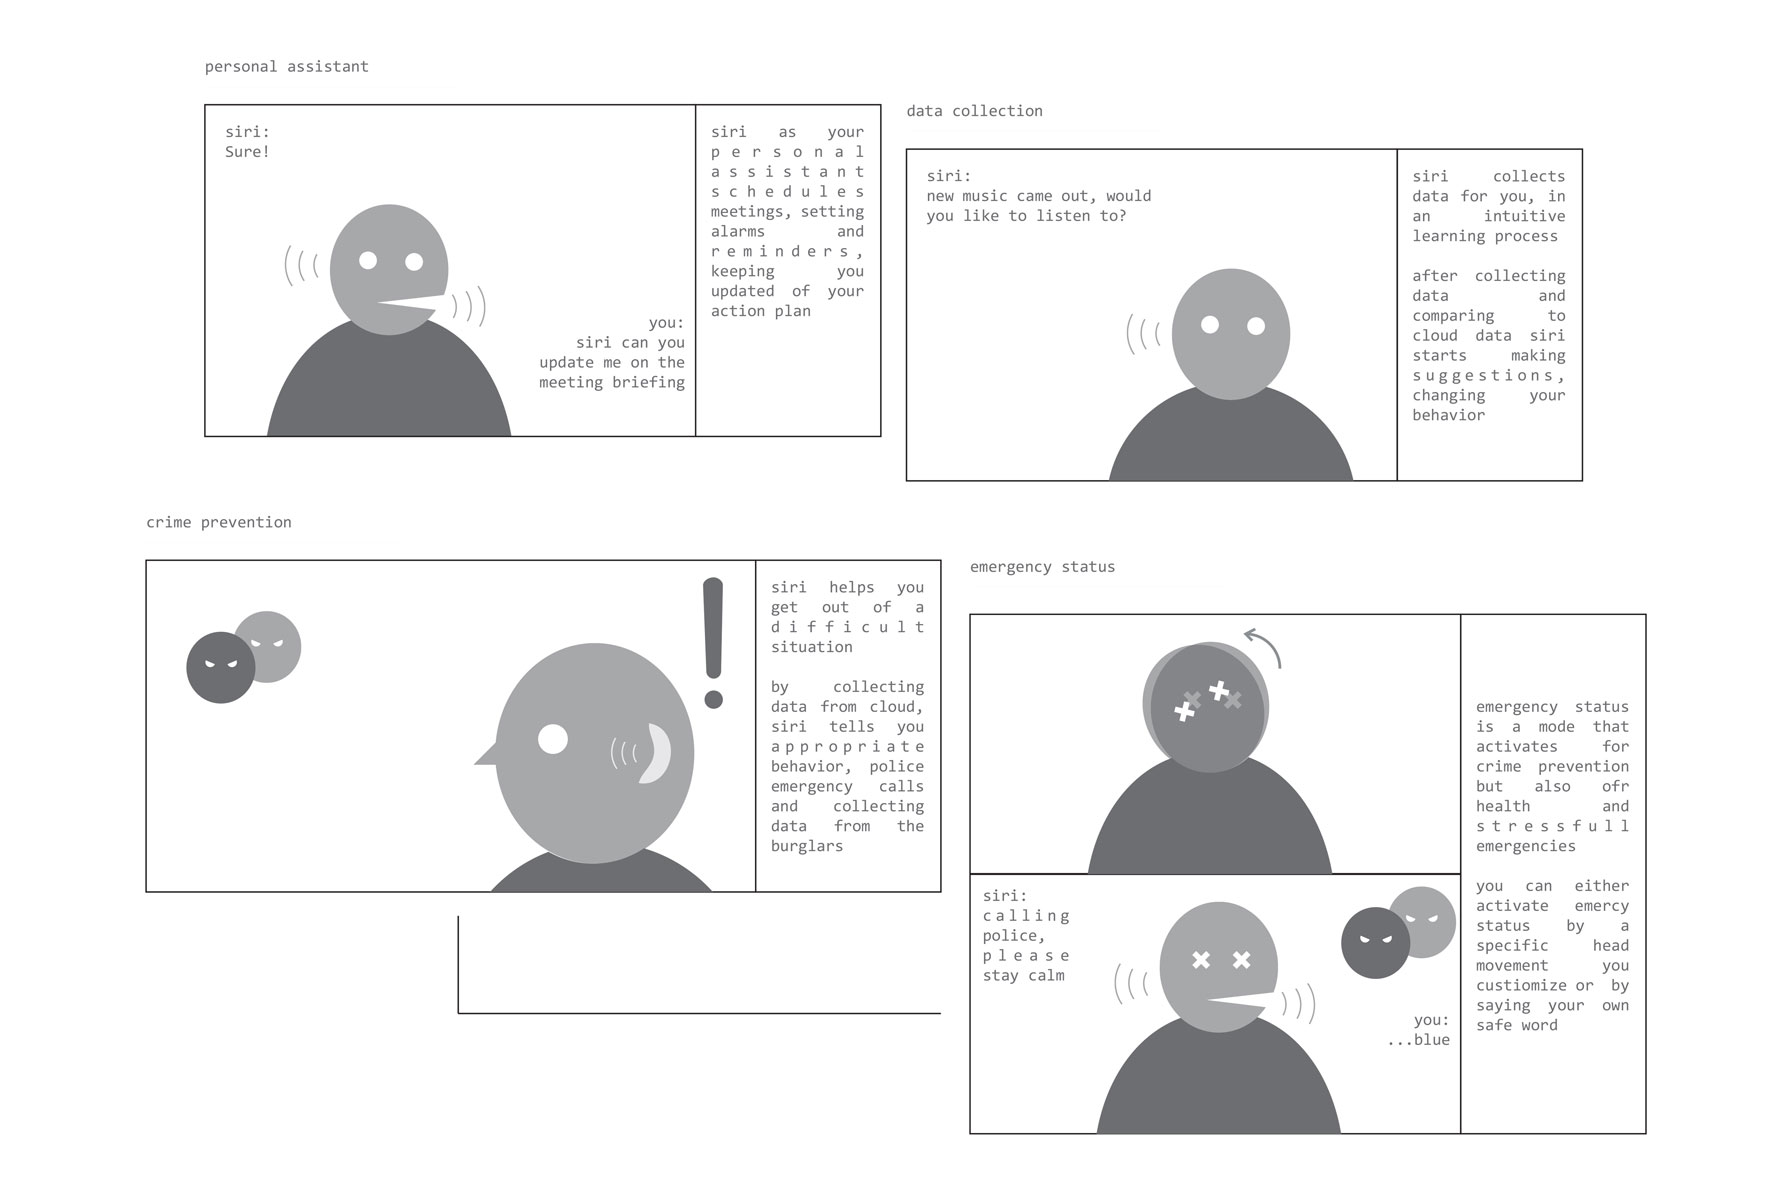 personal assistant
siri:
Sure!
you:
siri can you
update me on the
meeting briefing
siri as your
personal
assistant
schedules
meetings, setting
alarms and
reminders,
keeping you
updated of your
action plan
data collection
siri:
new music came out, would
you like to listen to?
siri collects
data for you, in
an intuitive
learning process
after collecting
data and
comparing to
cloud data siri
starts making
suggestions,
changing your
behavior
crime prevention
siri helps you
get out of a
difficult
situation
by collecting
data from cloud,
siri tells you
appropriate
behavior, police
emergency calls
and collecting
data from the
burglars
emergency status
siri:
calling
police,
please
stay calm
you:
...blue
emergency status
is a mode that
activates for
crime prevention
but also ofr
health and
stressfull
emergencies
you can either
activate emercy
status by a
specific head
movement you
custiomize or by
saying your own
safe word